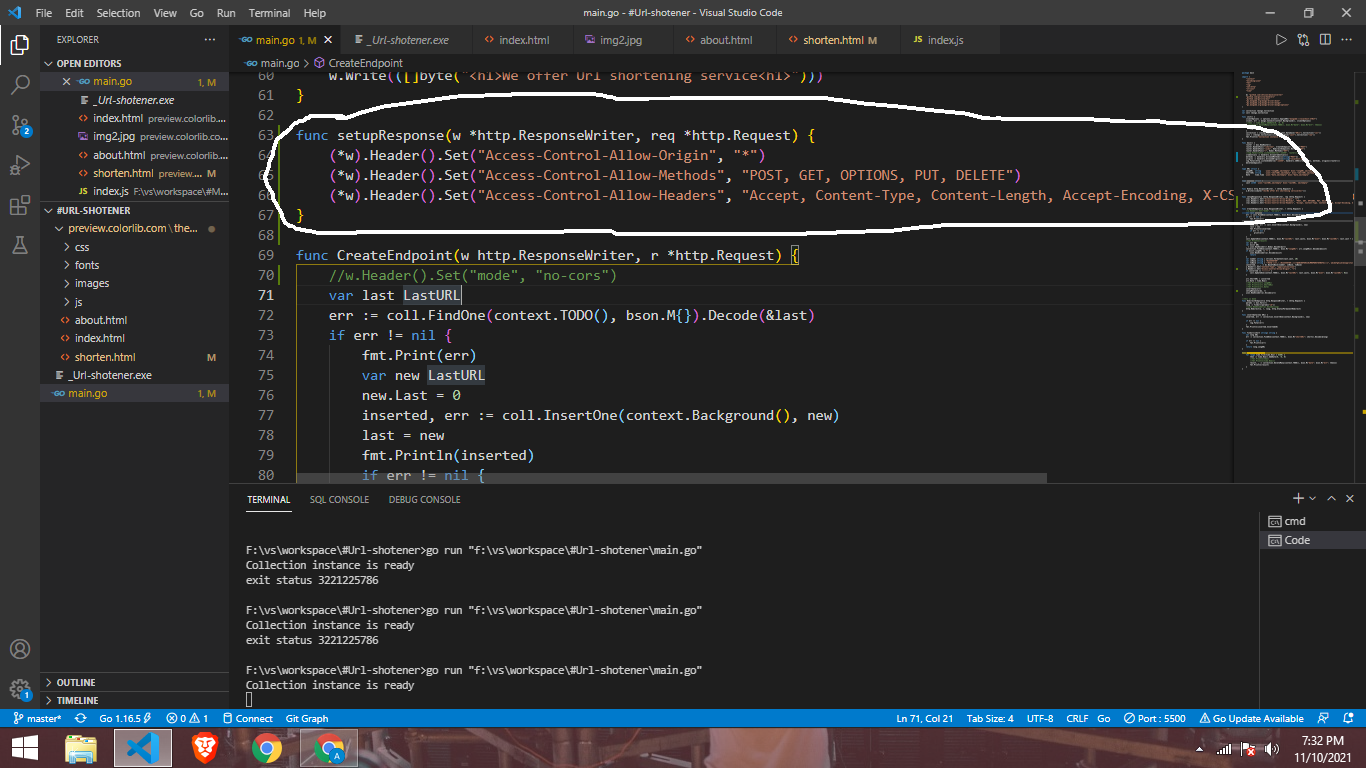 File Edit Selection View Go Run Terminal Help
main.go - #Url-shotener - Visual Studio Code
EXPLORER
OPEN EDITORS
main.go 1, M
_Url-shotener.exe
index.html preview.colorlib.co...
img2.jpg preview.colorlib.co...
about.html preview.colorlib...
shorten.html preview.... M
index.js F:\vs\workspace\#M...
#URL-SHOTENER
preview.colorlib.com \ the...
css
fonts
images
js
about.html
index.html
shorten.html M
_Url-shotener.exe
main.go 1, M
OUTLINE
TIMELINE
main.go 1, M _Url-shotener.exe index.html img2.jpg about.html shorten.html M index.js
main.go > CreateEndpoint
60 w.Write(([]byte("<h1>We offer Url shortening service<h1>")))
61 }
62
63 func setupResponse(w *http.ResponseWriter, req *http.Request) {
64 (*w).Header().Set("Access-Control-Allow-Origin", "*")
65 (*w).Header().Set("Access-Control-Allow-Methods", "POST, GET, OPTIONS, PUT, DELETE")
66 (*w).Header().Set("Access-Control-Allow-Headers", "Accept, Content-Type, Content-Length, Accept-Encoding, X-CS
67 }
68
69 func CreateEndpoint(w http.ResponseWriter, r *http.Request) {
70 //w.Header().Set("mode", "no-cors")
71 var last LastURL
72 err := coll.FindOne(context.TODO(), bson.M{}).Decode(&last)
73 if err != nil {
74 fmt.Print(err)
75 var new LastURL
76 new.Last = 0
77 inserted, err := coll.InsertOne(context.Background(), new)
78 last = new
79 fmt.Println(inserted)
80 if err != nil {
TERMINAL SQL CONSOLE DEBUG CONSOLE
F:\vs\workspace\#Url-shotener>go run "f:\vs\workspace\#Url-shotener\main.go"
Collection instance is ready
exit status 3221225786
F:\vs\workspace\#Url-shotener>go run "f:\vs\workspace\#Url-shotener\main.go"
Collection instance is ready
exit status 3221225786
F:\vs\workspace\#Url-shotener>go run "f:\vs\workspace\#Url-shotener\main.go"
Collection instance is ready
cmd
Code
2
1
master* Go 1.16.5 0 1 Connect Git Graph Ln 71, Col 21 Tab Size: 4 UTF-8 CRLF Go Port : 5500 Go Update Available
A
7:32 PM
11/10/2021